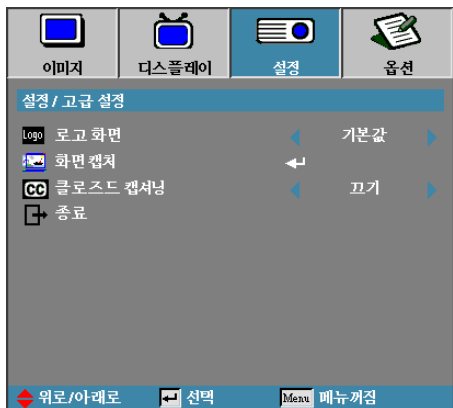 이미지 디스플레이 설정 옵션
설정 / 고급 설정
Logo 로고 화면 기본값
화면 캡처
CC 클로즈드 캡셔닝 끄기
종료
위로/아래로 선택 Menu 메뉴꺼짐